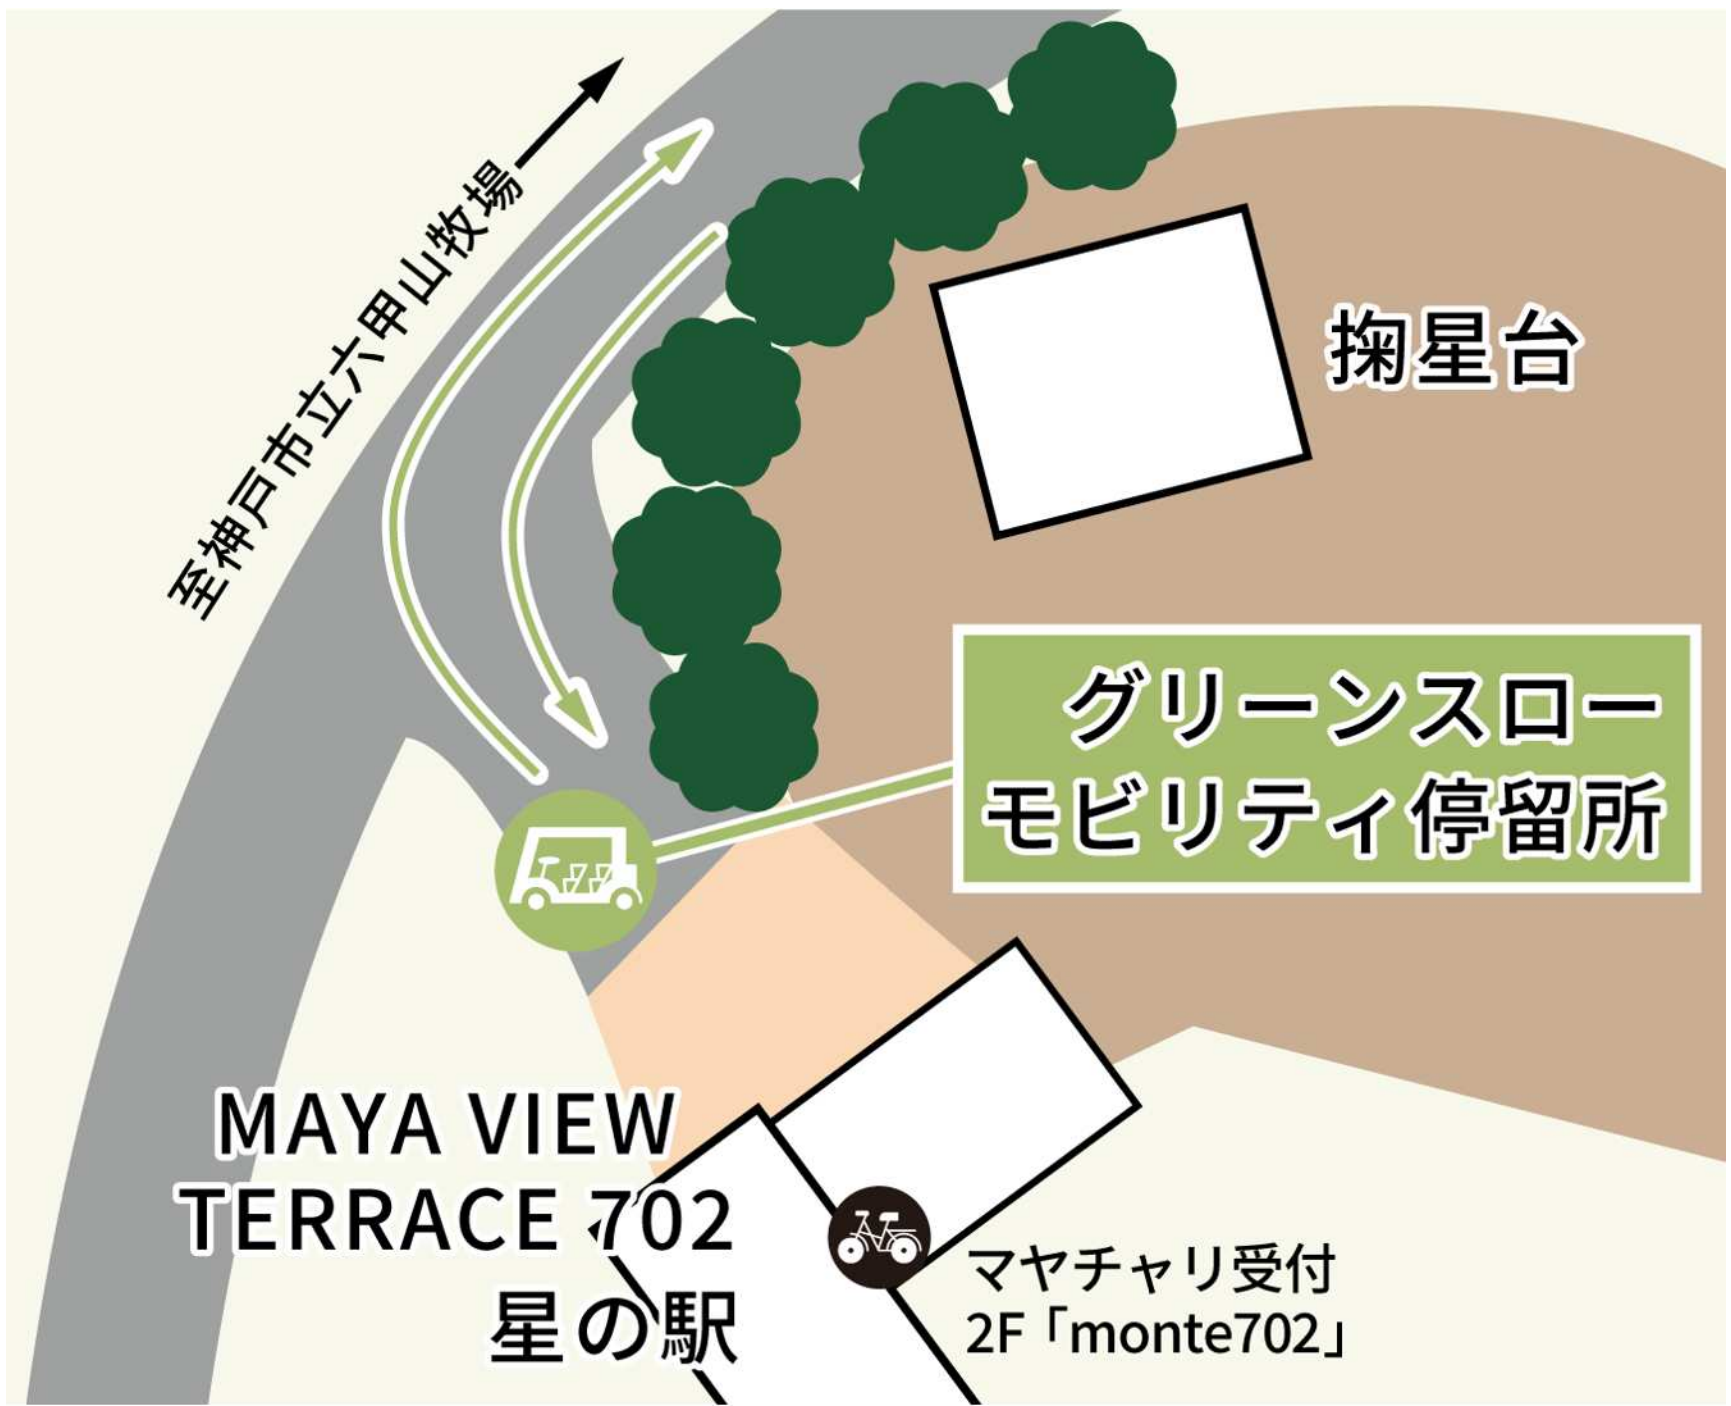 至神戸市立六甲山牧場
掬星台
グリーンスロー
モビリティ停留所
MAYA VIEW
TERRACE 702
星の駅
マヤチャリ受付
2F「monte702」